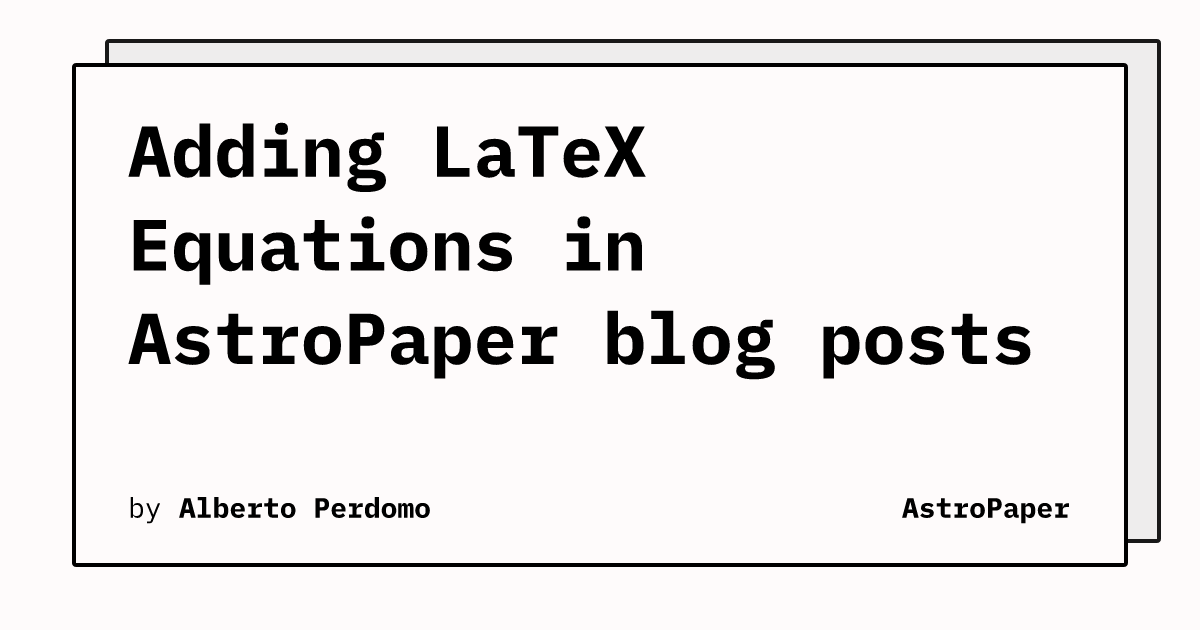 Adding LaTeX
Equations in
AstroPaper blog posts
by Alberto Perdomo
AstroPaper